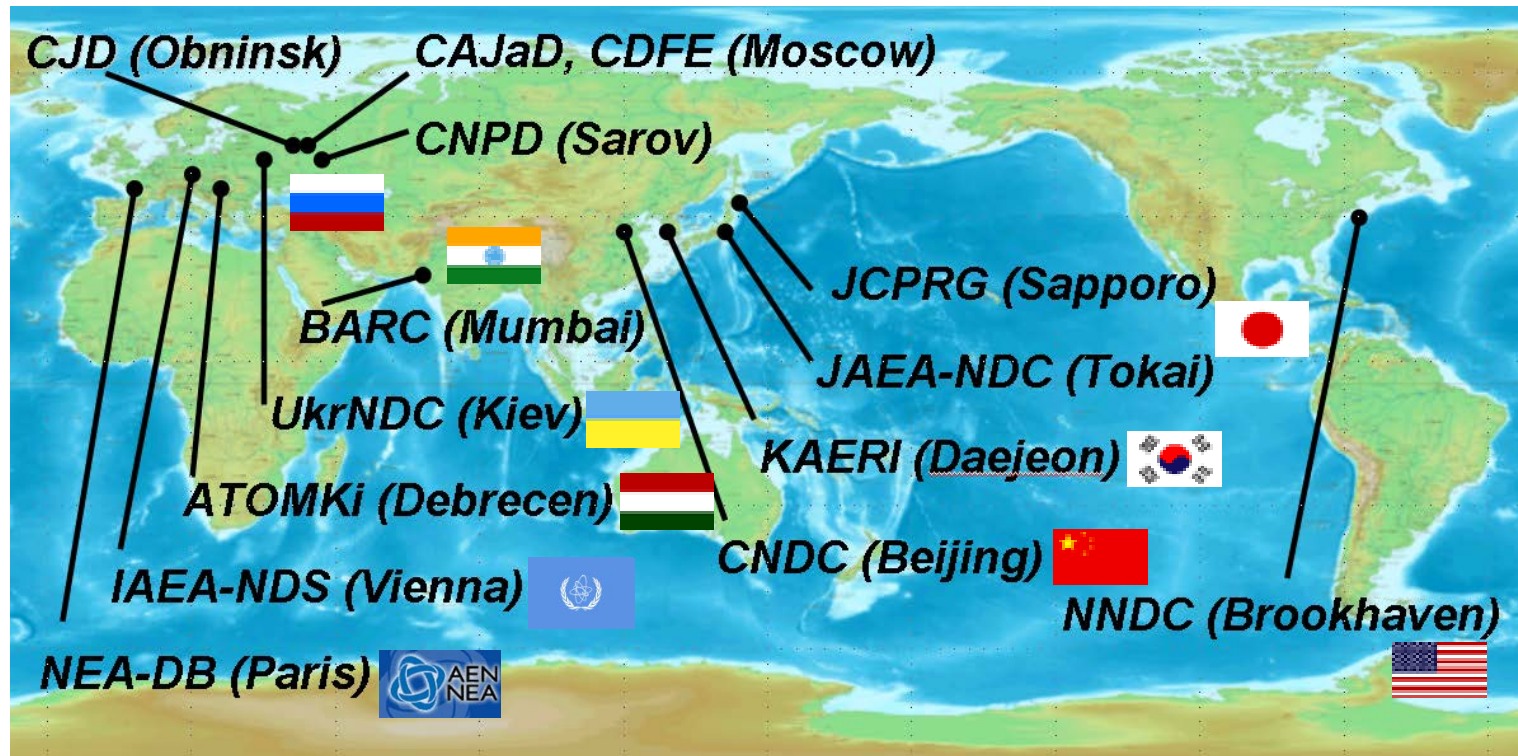 CJD (Obninsk)
CAJaD, CDFE (Moscow)
CNPD (Sarov)
BARC (Mumbai)
JCPRG (Sapporo)
JAEA-NDC (Tokai)
UkrNDC (Kiev)
KAERI (Daejeon)
ATOMKi (Debrecen)
CNDC (Beijing)
IAEA-NDS (Vienna)
NNDC (Brookhaven)
NEA-DB (Paris)
AEN
NEA